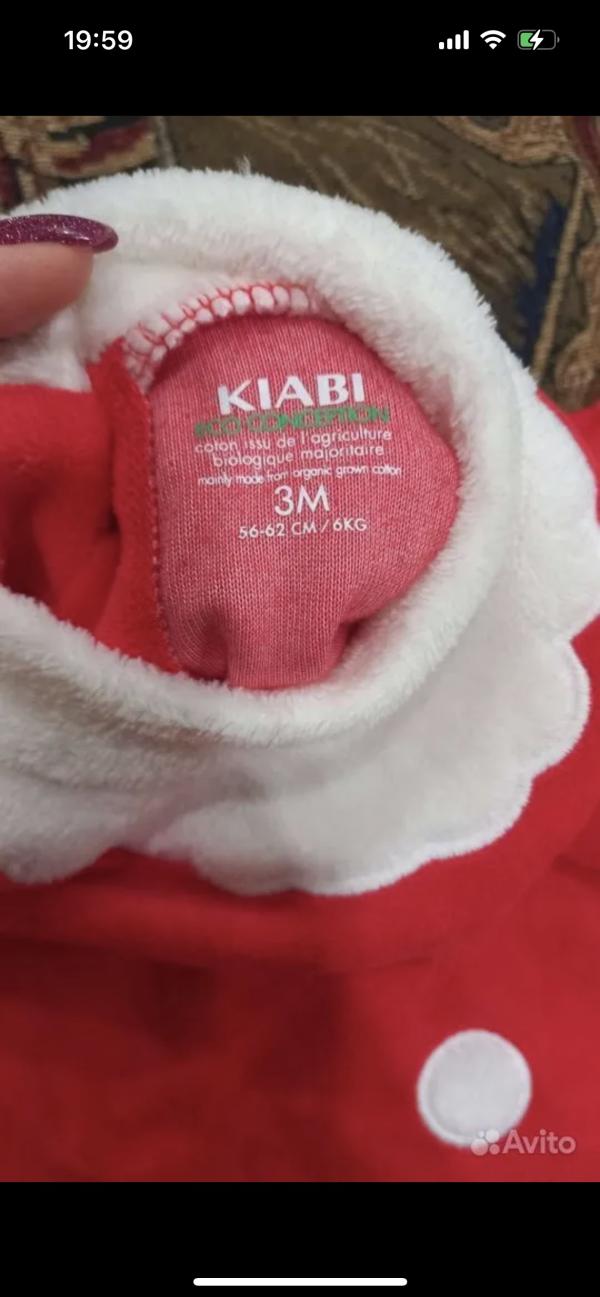 19:59
KIABI
ECO CONCEPTION
coton issu de l'agriculture
biologique majoritaire
mainly made from organic grown cotton
3M
56-62 CM / 6KG
Avito